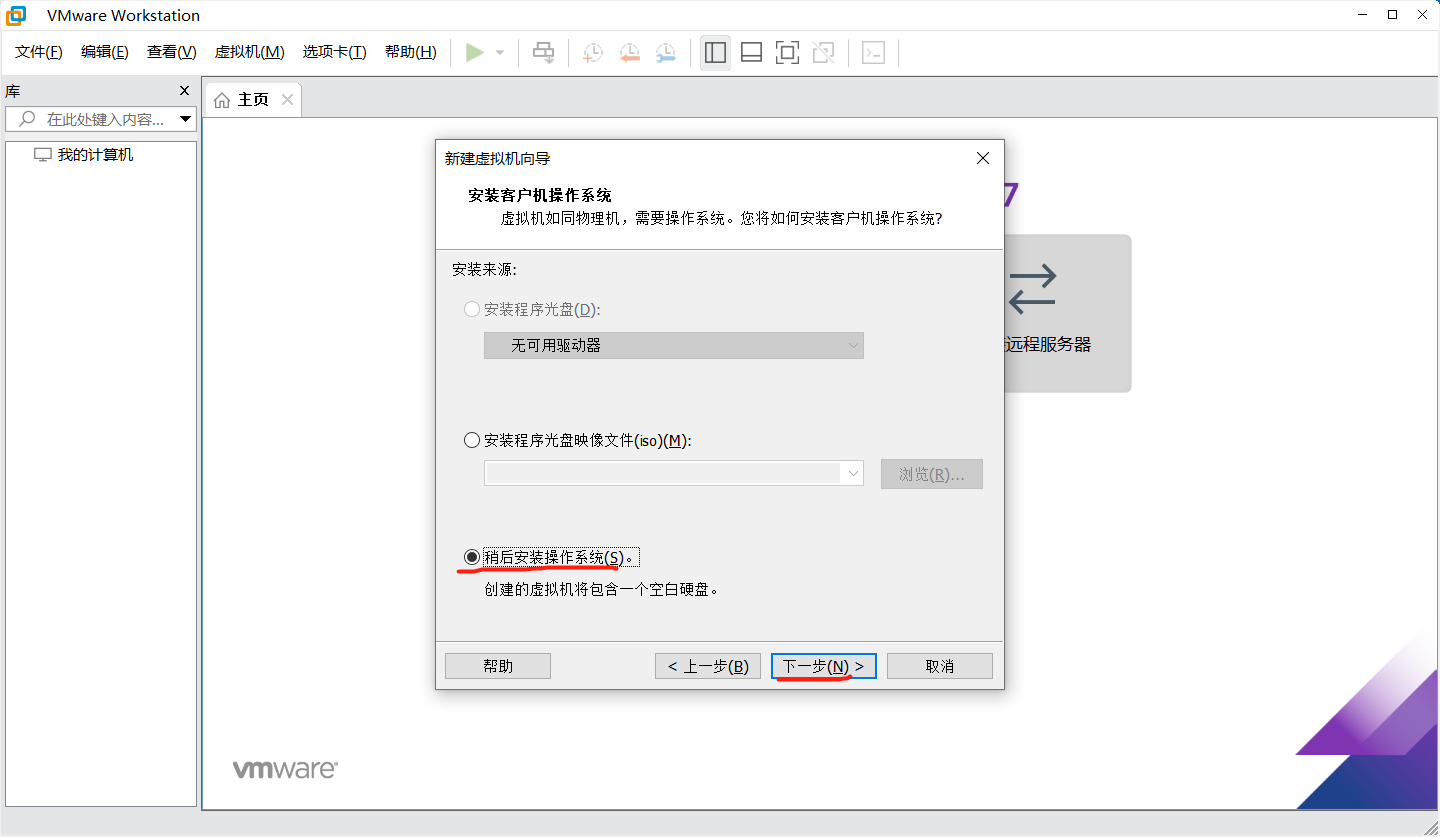 VMware Workstation
文件(F) 编辑(E) 查看(V) 虚拟机(M) 选项卡(T) 帮助(H)
库
主页
在此处键入内容...
我的计算机
新建虚拟机向导
安装客户机操作系统
虚拟机如同物理机，需要操作系统。您将如何安装客户机操作系统?
7
安装来源:
安装程序光盘(D):
无可用驱动器
远程服务器
安装程序光盘映像文件(iso)(M):
浏览(R)...
稍后安装操作系统(S)。
创建的虚拟机将包含一个空白硬盘。
帮助 < 上一步(B) 下一步(N) > 取消
vmware